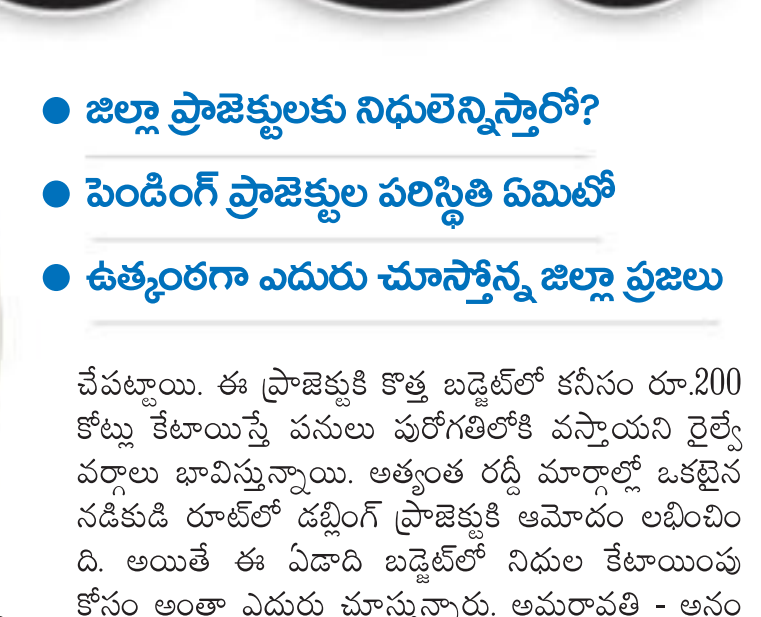 ● జిల్లా ప్రాజెక్టులకు నిధులెన్నిస్తారో?
● పెండింగ్ ప్రాజెక్టుల పరిస్థితి ఏమిటో
● ఉత్కంఠగా ఎదురు చూస్తోన్న జిల్లా ప్రజలు
చేపట్టాయి. ఈ ప్రాజెక్టుకి కొత్త బడ్జెట్‌లో కనీసం రూ.200
కోట్లు కేటాయిస్తే పనులు పురోగతిలోకి వస్తాయని రైల్వే
వర్గాలు భావిస్తున్నాయి. అత్యంత రద్దీ మార్గాల్లో ఒకటైన
నడికుడి రూట్‌లో డబ్లింగ్ ప్రాజెక్టుకి ఆమోదం లభించిం
ది. అయితే ఈ ఏడాది బడ్జెట్‌లో నిధుల కేటాయింపు
కోసం అంతా ఎదురు చూస్తున్నారు. అమరావతి - అనం